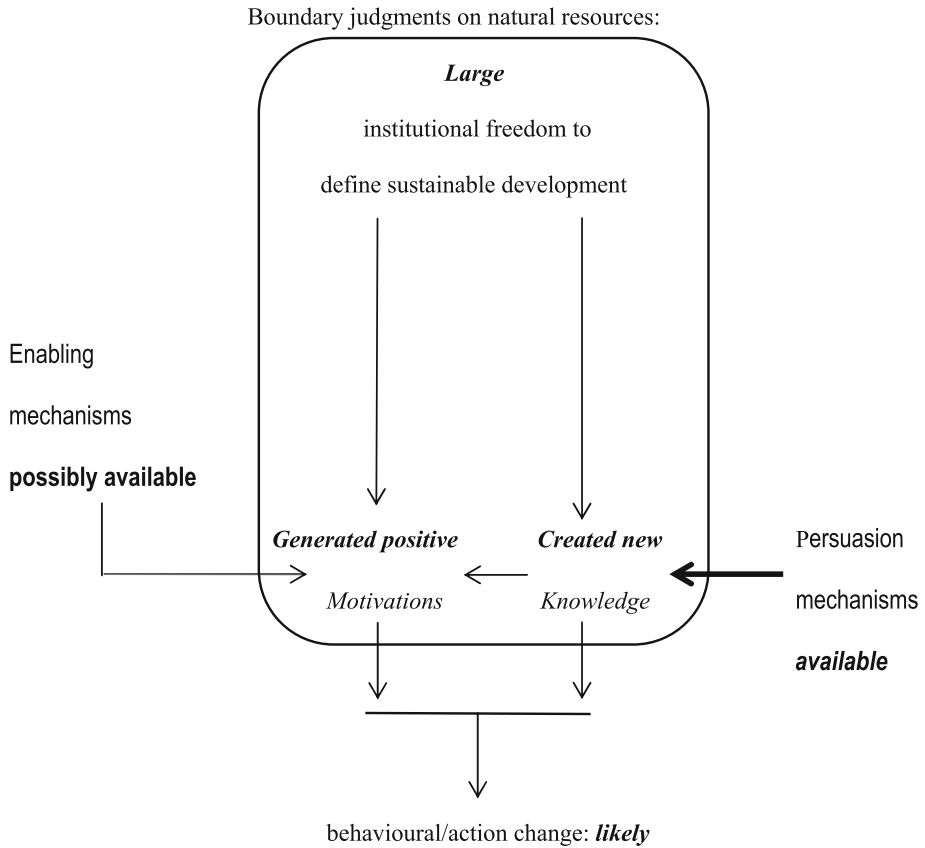 Boundary judgments on natural resources:
Large
institutional freedom to
define sustainable development
Enabling
mechanisms
possibly available
Generated positive
Motivations
Created new
Knowledge
Persuasion
mechanisms
available
behavioural/action change: likely